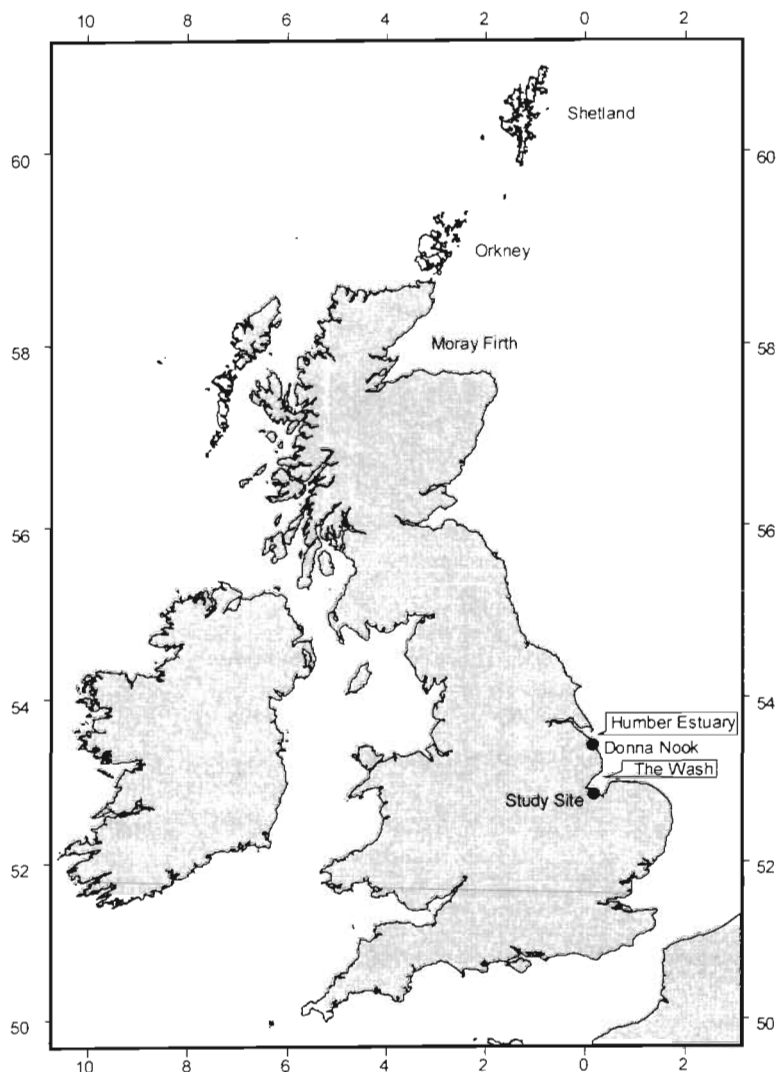 10 8 6 4 2 0 2
Shetland
60 60
Orkney
58 Moray Firth 58
56 56
54 54
Humber Estuary
Donna Nook
The Wash
Study Site
52 52
50 50
10 8 6 4 2 0 2